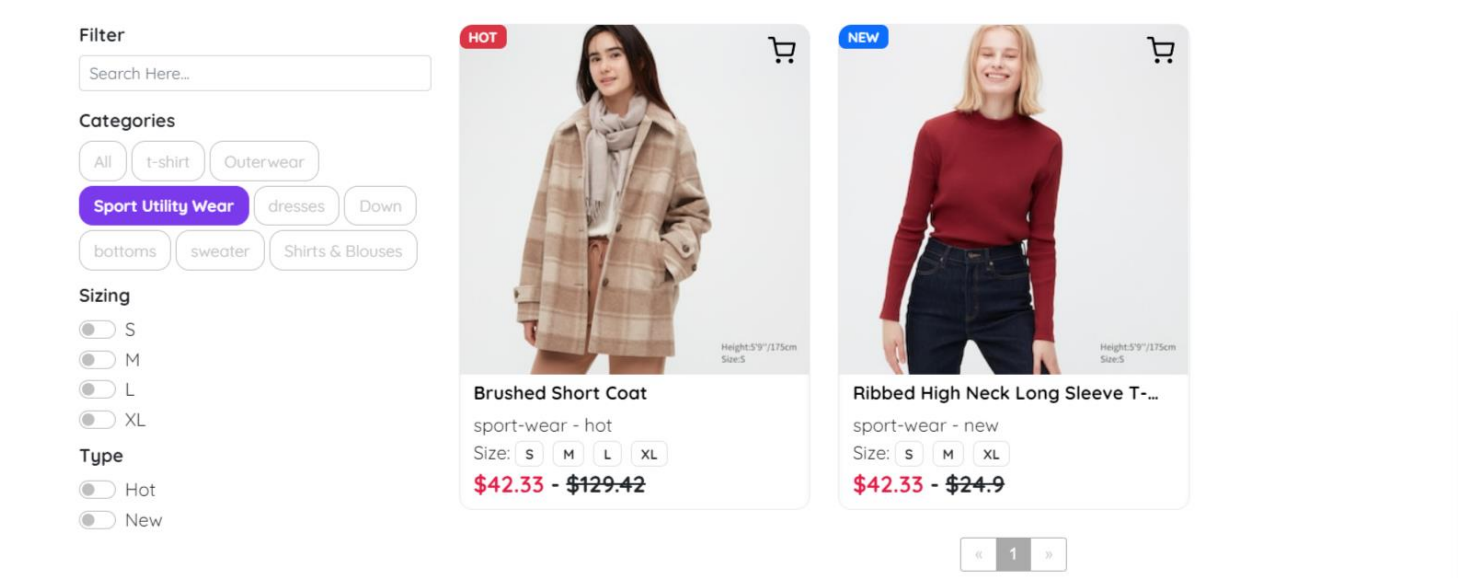 Filter
Search Here...
Categories
All t-shirt Outerwear
Sport Utility Wear dresses Down
bottoms sweater Shirts & Blouses
Sizing
S
M
L
XL
Type
Hot
New
HOT
Height:5'9"/175cm
Size:S
Brushed Short Coat
sport-wear - hot
Size: S M L XL
$42.33 - $129.42
NEW
Height:5'9"/175cm
Size:S
Ribbed High Neck Long Sleeve T-...
sport-wear - new
Size: S M XL
$42.33 - $24.9
« 1 »